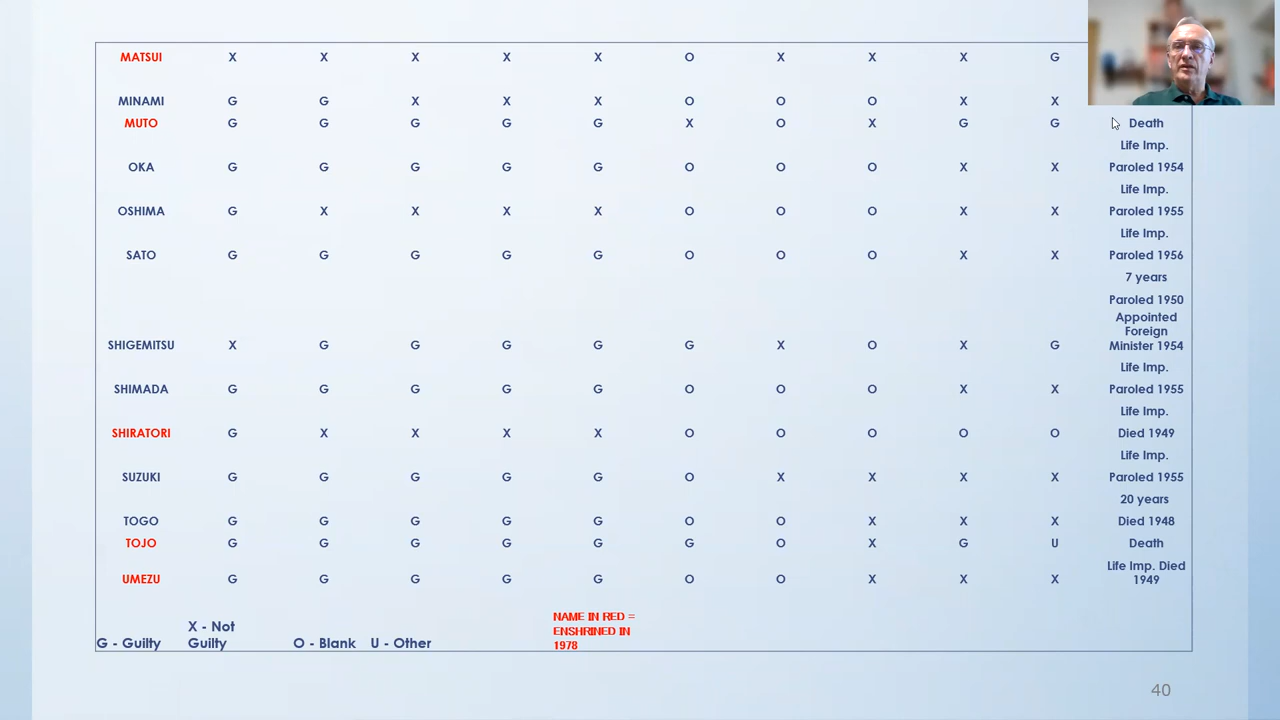 MATSUI X X X X X O X X X G
MINAMI G G X X X O O O X X
MUTO G G G G G X O X G G Death
Life Imp.
OKA G G G G G O O O X X Paroled 1954
Life Imp.
OSHIMA G X X X X O O O X X Paroled 1955
Life Imp.
SATO G G G G G O O O X X Paroled 1956
7 years
Paroled 1950
Appointed
Foreign
SHIGEMITSU X G G G G G X O X G Minister 1954
Life Imp.
SHIMADA G G G G G O O O X X Paroled 1955
Life Imp.
SHIRATORI G X X X X O O O O O Died 1949
Life Imp.
SUZUKI G G G G G O X X X X Paroled 1955
20 years
TOGO G G G G G O O X X X Died 1948
TOJO G G G G G G O X G U Death
Life Imp. Died
UMEZU G G G G G O O X X X 1949
NAME IN RED =
ENSHRINED IN
1978
X - Not
G - Guilty Guilty O - Blank U - Other
40